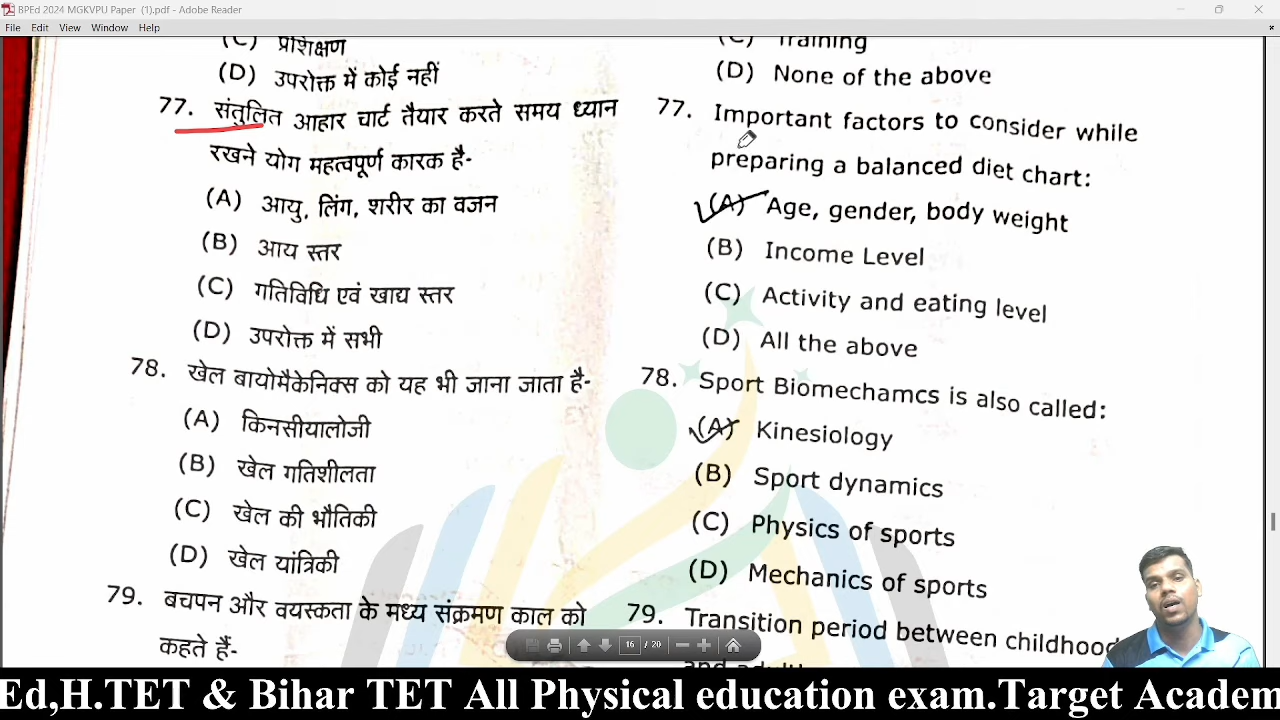 BPEd 2024 MGKVPU Paper (1).pdf - Adobe Reader
File Edit View Window Help
(C) प्रशिक्षण
(D) उपरोक्त में कोई नहीं
77. संतुलित आहार चार्ट तैयार करते समय ध्यान
रखने योग महत्वपूर्ण कारक है-
(A) आयु, लिंग, शरीर का वजन
(B) आय स्तर
(C) गतिविधि एवं खाद्य स्तर
(D) उपरोक्त में सभी
78. खेल बायोमैकेनिक्स को यह भी जाना जाता है-
(A) किनसीयालोजी
(B) खेल गतिशीलता
(C) खेल की भौतिकी
(D) खेल यांत्रिकी
79. बचपन और वयस्कता के मध्य संक्रमण काल को
कहते हैं-
(C) Training
(D) None of the above
77. Important factors to consider while
preparing a balanced diet chart:
(A) Age, gender, body weight
(B) Income Level
(C) Activity and eating level
(D) All the above
78. Sport Biomechamcs is also called:
(A) Kinesiology
(B) Sport dynamics
(C) Physics of sports
(D) Mechanics of sports
79. Transition period between childhood
16 / 20
Ed,H.TET & Bihar TET All Physical education exam.Target Academ